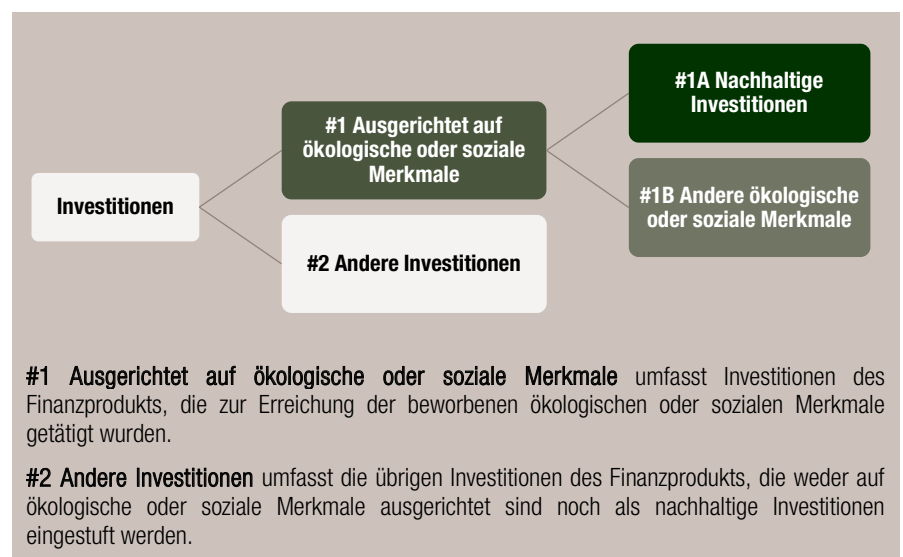 #1A Nachhaltige
Investitionen
#1 Ausgerichtet auf
ökologische oder soziale
Merkmale
#1B Andere ökologische
oder soziale Merkmale
Investitionen
#2 Andere Investitionen
#1 Ausgerichtet auf ökologische oder soziale Merkmale umfasst Investitionen des
Finanzprodukts, die zur Erreichung der beworbenen ökologischen oder sozialen Merkmale
getätigt wurden.
#2 Andere Investitionen umfasst die übrigen Investitionen des Finanzprodukts, die weder auf
ökologische oder soziale Merkmale ausgerichtet sind noch als nachhaltige Investitionen
eingestuft werden.